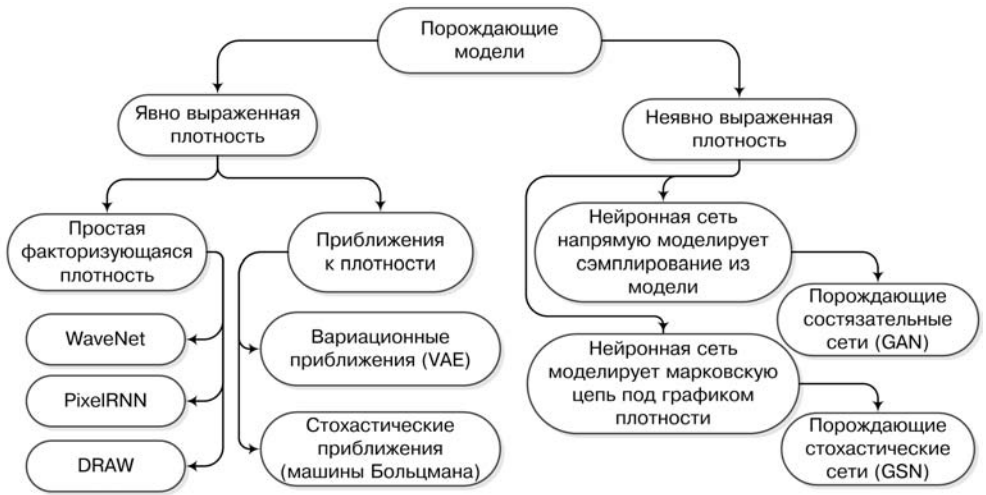 Порождающие
модели
Явно выраженная
плотность
Неявно выраженная
плотность
Простая
факторизующаяся
плотность
Приближения
к плотности
Нейронная сеть
напрямую моделирует
сэмплирование из
модели
Порождающие
состязательные
сети (GAN)
WaveNet
PixelRNN
DRAW
Вариационные
приближения (VAE)
Стохастические
приближения
(машины Больцмана)
Нейронная сеть
моделирует марковскую
цепь под графиком
плотности
Порождающие
стохастические
сети (GSN)